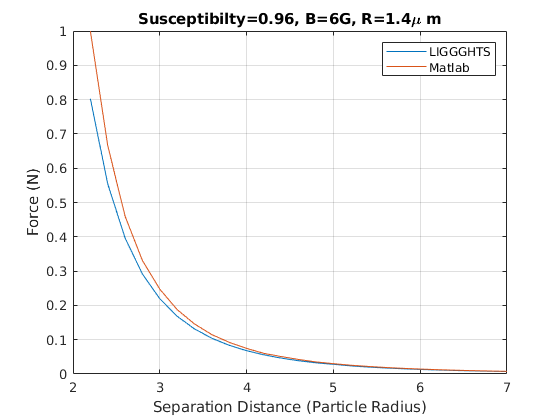 Susceptibilty=0.96, B=6G, R=1.4μ m
LIGGGHTS
Matlab
1
0.9
0.8
0.7
0.6
0.5
0.4
0.3
0.2
0.1
0
Force (N)
2 3 4 5 6 7
Separation Distance (Particle Radius)